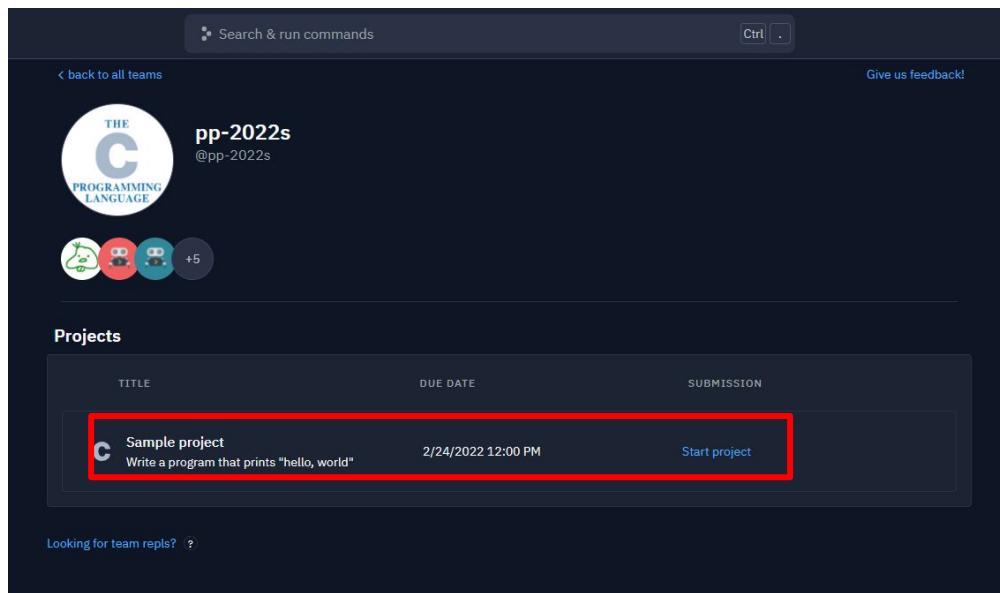 Search & run commands
Ctrl .
< back to all teams
Give us feedback!
THE
C
PROGRAMMING
LANGUAGE
pp-2022s
@pp-2022s
+5
Projects
TITLE DUE DATE SUBMISSION
C
Sample project
Write a program that prints "hello, world"
2/24/2022 12:00 PM
Start project
Looking for team repls? ?